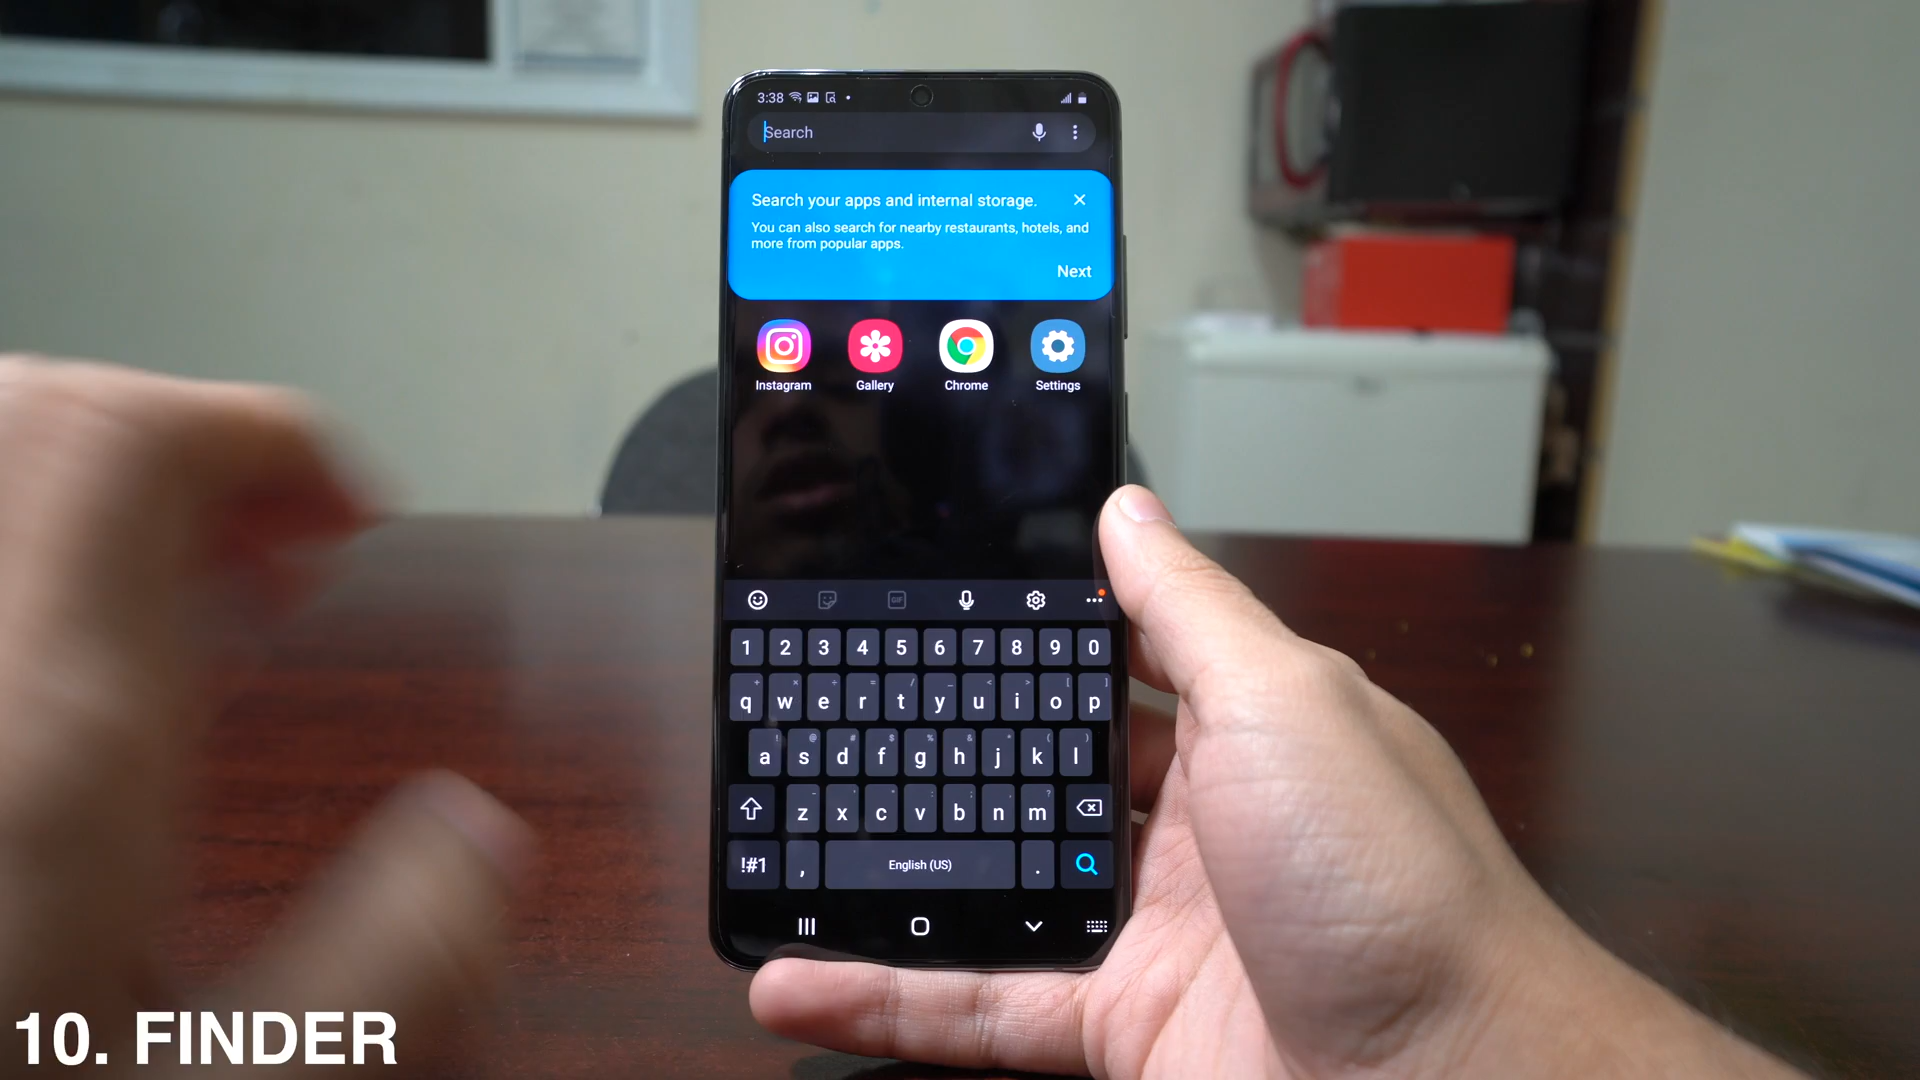 3:38
Search
Search your apps and internal storage.
You can also search for nearby restaurants, hotels, and
more from popular apps.
Next
Instagram Gallery Chrome Settings
GIF
1 2 3 4 5 6 7 8 9 0
q w e r t y u i o p
a s d f g h j k l
z x c v b n m
!#1 , English (US) .
10. FINDER